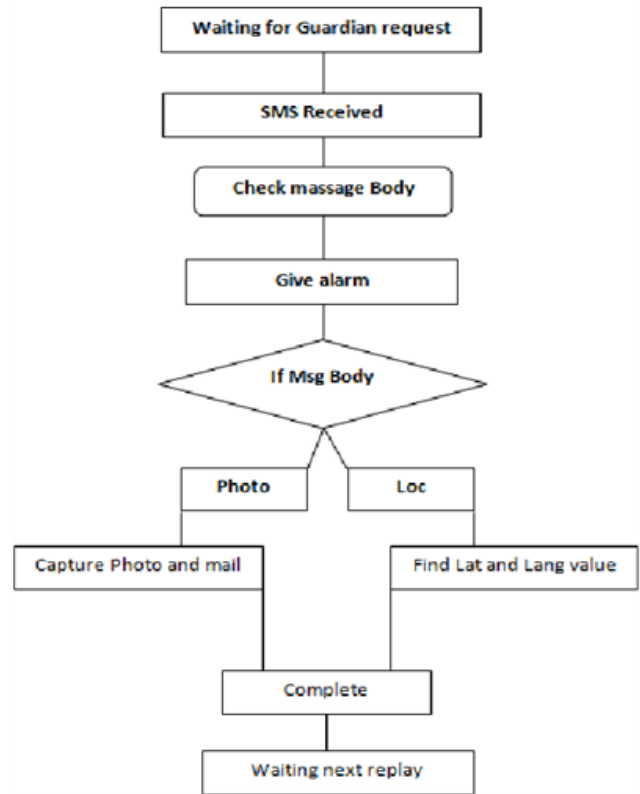 Waiting for Guardian request
SMS Received
Check massage Body
Give alarm
If Msg Body
Photo
Loc
Capture Photo and mail
Find Lat and Lang value
Complete
Waiting next replay